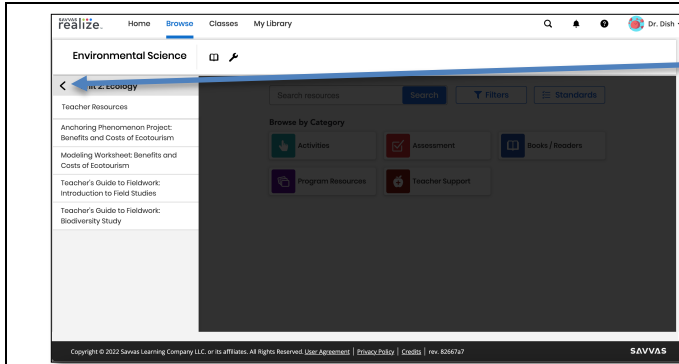 SAVVAS
realize.
Home Browse Classes My Library
Dr. Dish
Environmental Science
2: Ecology
Teacher Resources
Anchoring Phenomenon Project:
Benefits and Costs of Ecotourism
Modeling Worksheet: Benefits and
Costs of Ecotourism
Teacher's Guide to Fieldwork:
Introduction to Field Studies
Teacher's Guide to Fieldwork:
Biodiversity Study
Search resources Search Filters Standards
Browse by Category
Activities Assessment Books / Readers
Program Resources Teacher Support
Copyright © 2022 Savvas Learning Company LLC. or its affiliates. All Rights Reserved. User Agreement | Privacy Policy | Credits | rev. 82667a7
SAVVAS